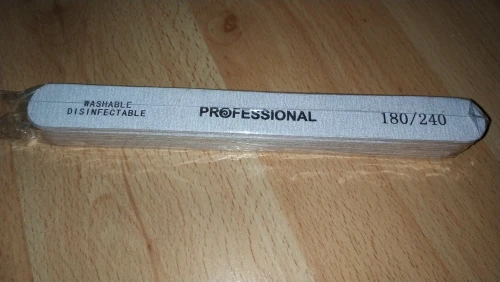 WASHABLE
DISINFECTABLE
PROFESSIONAL
180/240